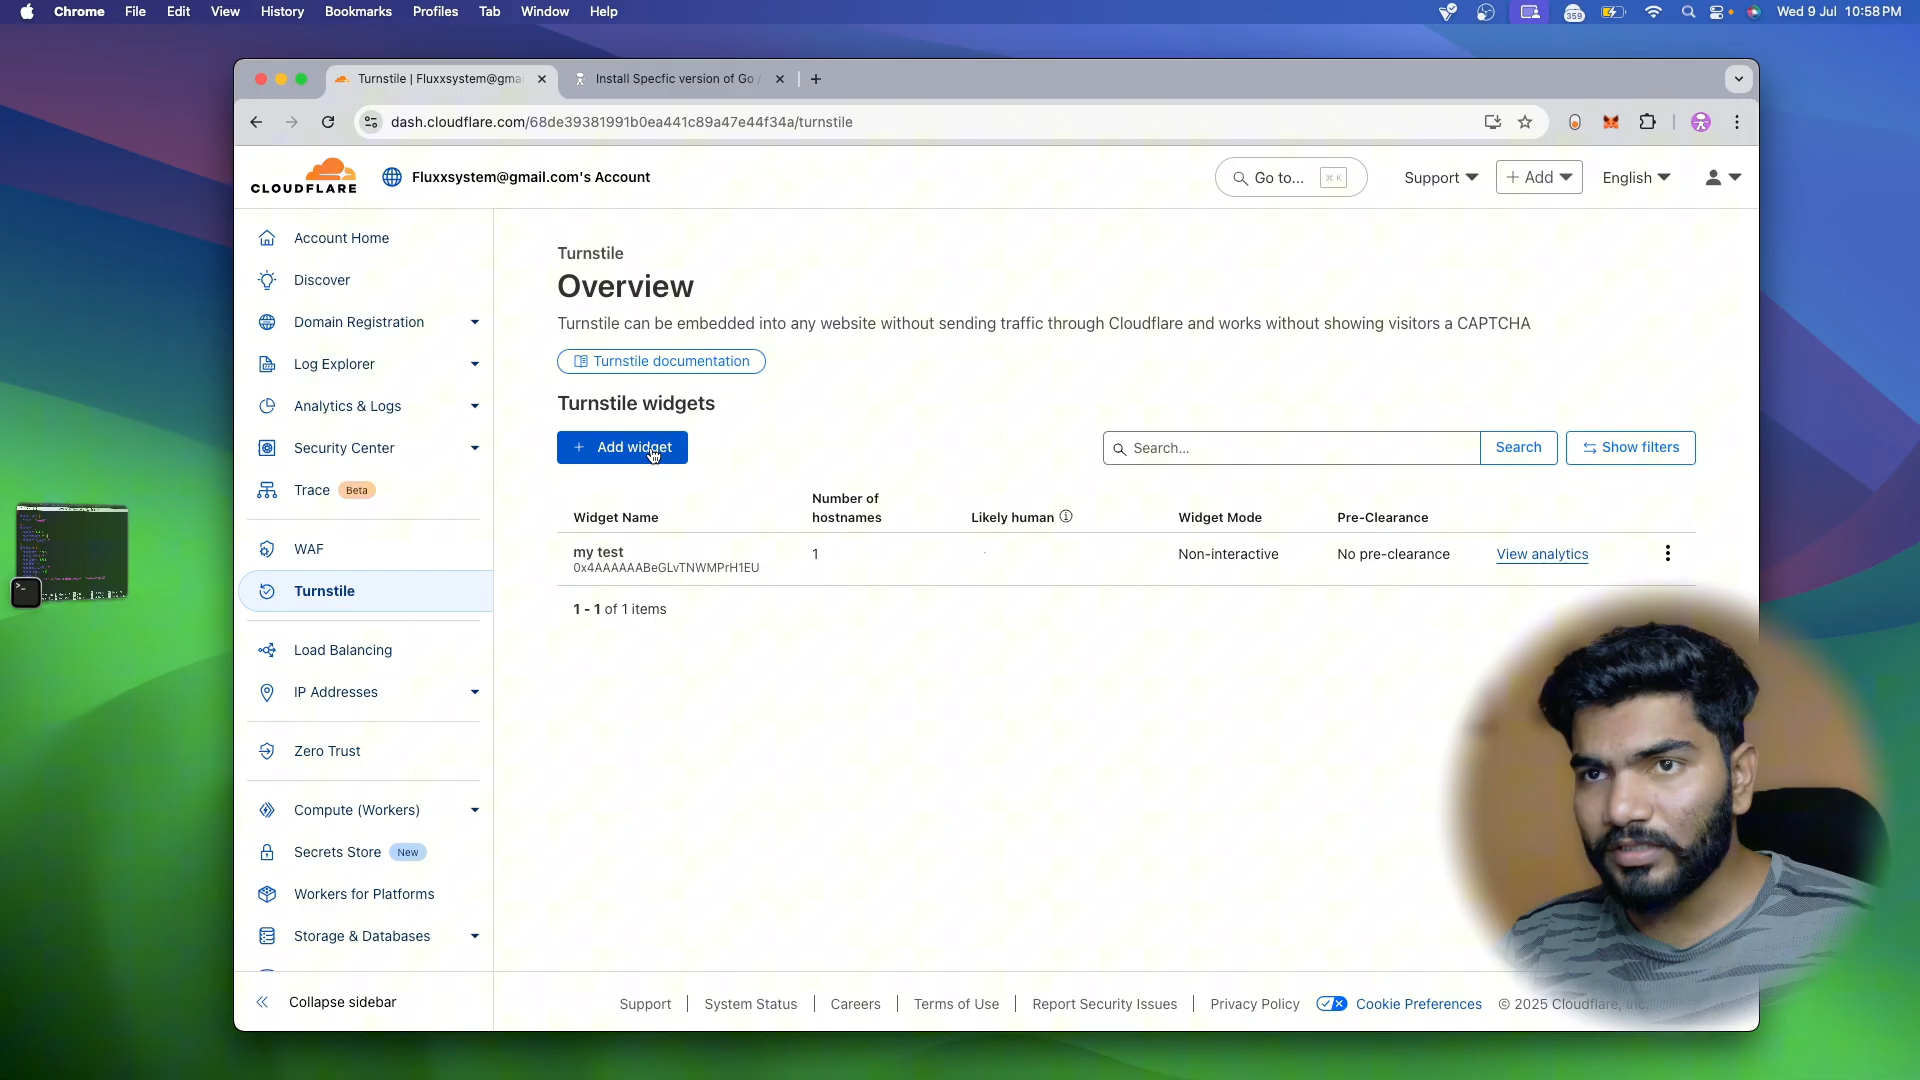 Chrome File Edit View History Bookmarks Profiles Tab Window Help
359
Wed 9 Jul 10:58 PM
Turnstile | Fluxxsystem@gma
Install Specfic version of Go /
dash.cloudflare.com/68de39381991b0ea441c89a47e44f34a/turnstile
CLOUDFLARE
Fluxxsystem@gmail.com's Account
Go to... ⌘ K
Support
+ Add
English
Account Home
Discover
Domain Registration
Log Explorer
Analytics & Logs
Security Center
Trace Beta
WAF
Turnstile
Load Balancing
IP Addresses
Zero Trust
Compute (Workers)
Secrets Store New
Workers for Platforms
Storage & Databases
Collapse sidebar
Turnstile
Overview
Turnstile can be embedded into any website without sending traffic through Cloudflare and works without showing visitors a CAPTCHA
Turnstile documentation
Turnstile widgets
+ Add widget
Search...
Search
Show filters
Widget Name Number of hostnames Likely human Widget Mode Pre-Clearance
my test 1 Non-interactive No pre-clearance View analytics
0x4AAAAAABeGLvTNWMPrH1EU
1 - 1 of 1 items
Support | System Status | Careers | Terms of Use | Report Security Issues | Privacy Policy | Cookie Preferences © 2025 Cloudflare, Inc.